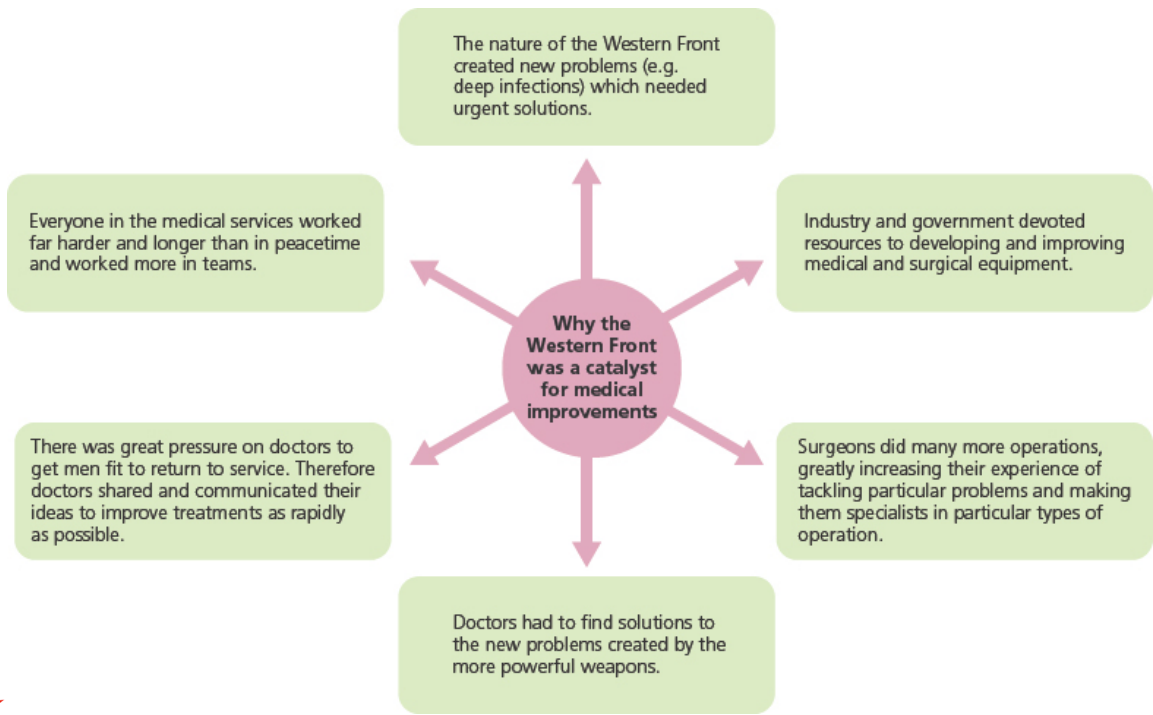 The nature of the Western Front
created new problems (e.g.
deep infections) which needed
urgent solutions.
Everyone in the medical services worked
far harder and longer than in peacetime
and worked more in teams.
Industry and government devoted
resources to developing and improving
medical and surgical equipment.
Why the
Western Front
was a catalyst
for medical
improvements
There was great pressure on doctors to
get men fit to return to service. Therefore
doctors shared and communicated their
ideas to improve treatments as rapidly
as possible.
Surgeons did many more operations,
greatly increasing their experience of
tackling particular problems and making
them specialists in particular types of
operation.
Doctors had to find solutions to
the new problems created by the
more powerful weapons.